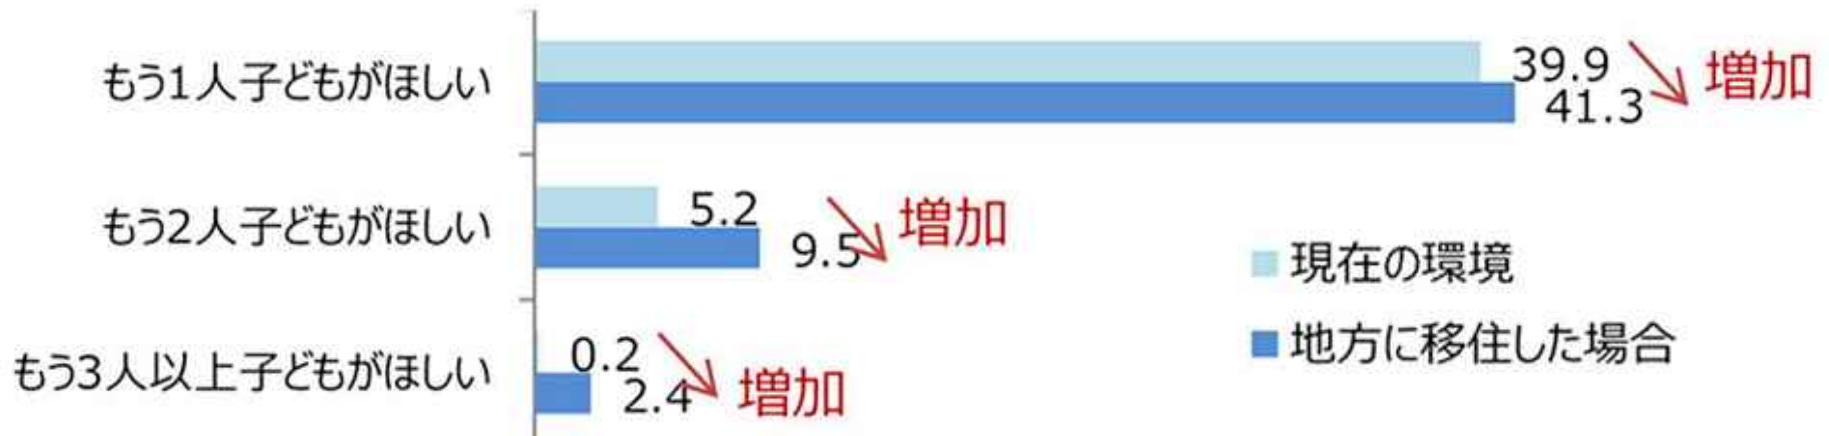 もう1人子どもがほしい
39.9
41.3
増加
もう2人子どもがほしい
5.2
9.5
増加
もう3人以上子どもがほしい
0.2
2.4
増加
現在の環境
地方に移住した場合